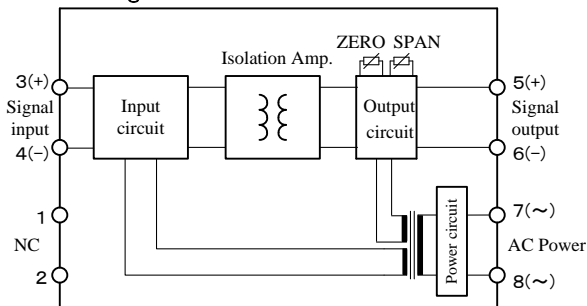 ZERO SPAN
Isolation Amp.
3(+)
5(+)
Signal
input
Input
circuit
Output
circuit
Signal
output
4(-)
6(-)
1
7(~)
NC
Power circuit
AC Power
2
8(~)